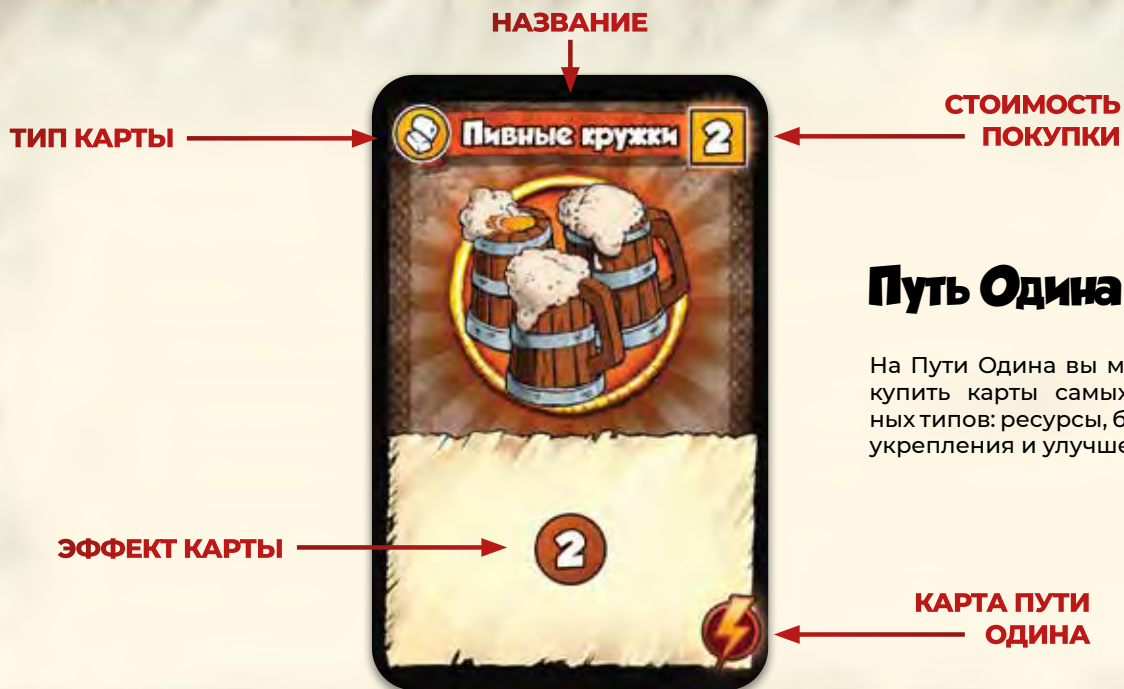 НАЗВАНИЕ
СТОИМОСТЬ
ПОКУПКИ
ТИП КАРТЫ
Пивные кружки 2
Путь Одина
На Пути Одина вы м
купить карты самых
ных типов: ресурсы, б
укрепления и улучше
ЭФФЕКТ КАРТЫ
2
КАРТА ПУТИ
ОДИНА